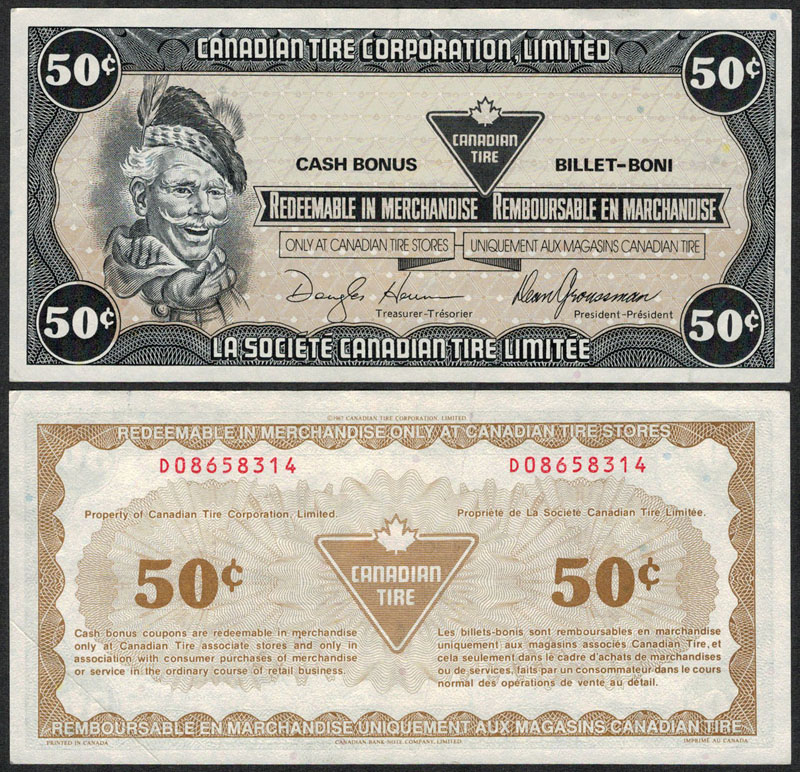 CANADIAN TIRE CORPORATION, LIMITED
50¢ 50¢
CANADIAN
TIRE
CASH BONUS BILLET-BONI
REDEEMABLE IN MERCHANDISE REMBOURSABLE EN MARCHANDISE
ONLY AT CANADIAN TIRE STORES UNIQUEMENT AUX MAGASINS CANADIAN TIRE
Treasurer-Trésorier President-Président
50¢ 50¢
LA SOCIÉTÉ CANADIAN TIRE LIMITÉE
©1987 CANADIAN TIRE CORPORATION, LIMITED
REDEEMABLE IN MERCHANDISE ONLY AT CANADIAN TIRE STORES
D08658314 D08658314
Property of Canadian Tire Corporation, Limited. Propriété de La Société Canadian Tire Limitée.
50¢ 50¢
CANADIAN
TIRE
Cash bonus coupons are redeemable in merchandise
only at Canadian Tire associate stores and only in
association with consumer purchases of merchandise
or service in the ordinary course of retail business.
Les billets-bonis sont remboursables en marchandise
uniquement aux magasins associés Canadian Tire, et
cela seulement dans le cadre d'achats de marchandises
ou de services, faits par un consommateur dans le cours
normal des opérations de vente au détail.
REMBOURSABLE EN MARCHANDISE UNIQUEMENT AUX MAGASINS CANADIAN TIRE
PRINTED IN CANADA CANADIAN BANK NOTE COMPANY, LIMITED IMPRIMÉ AU CANADA